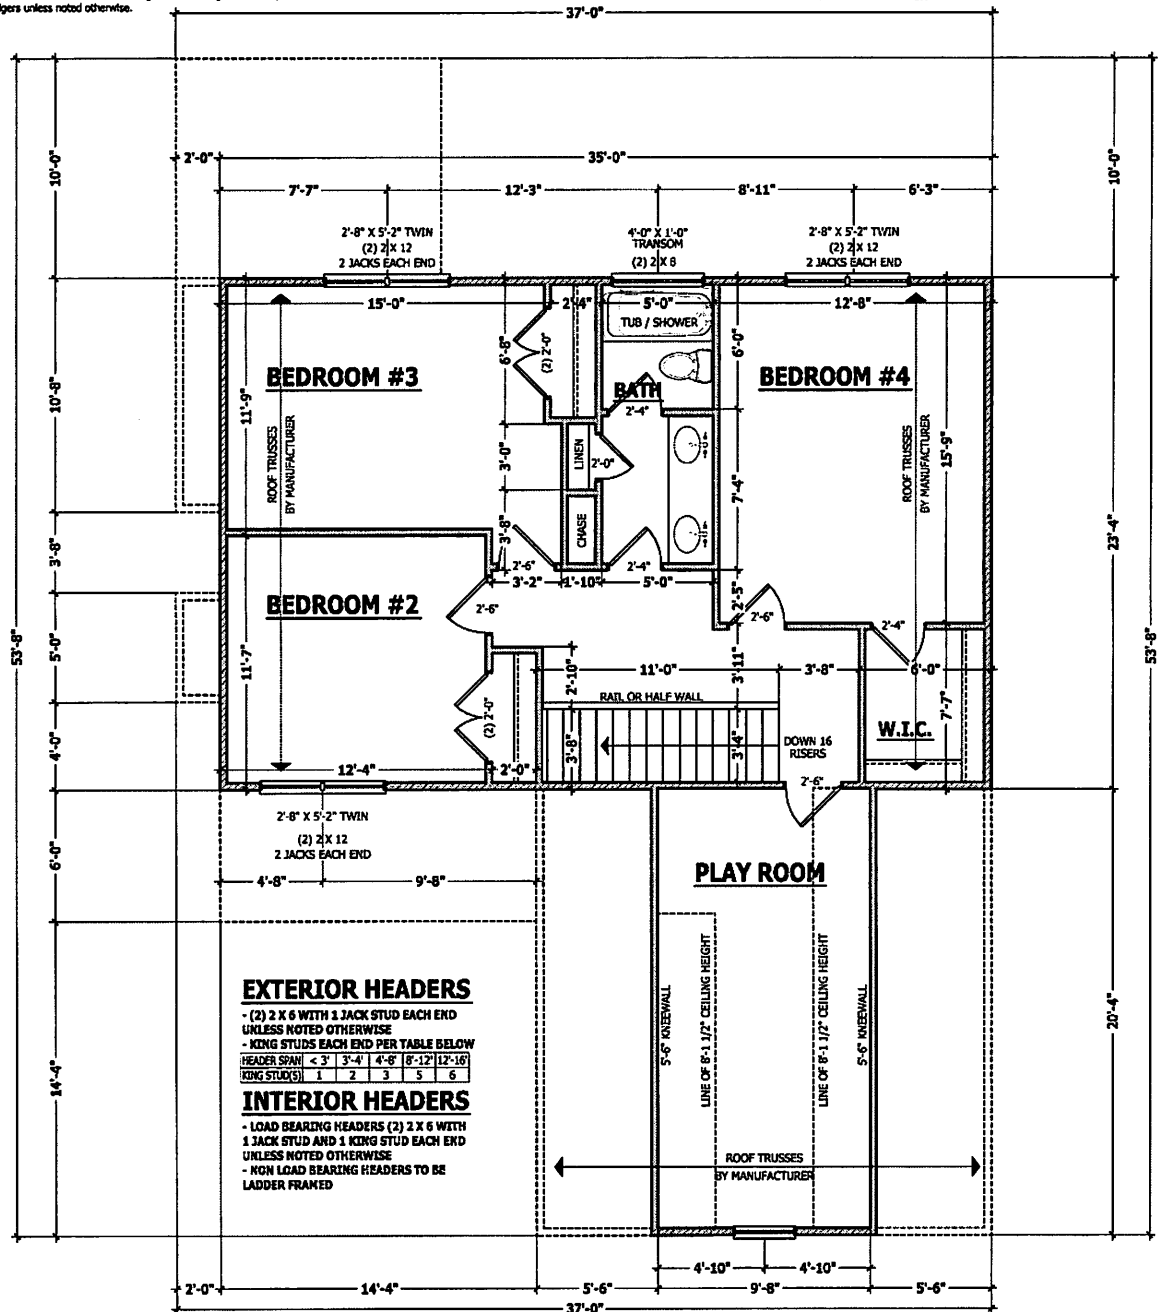 dgers unless noted otherwise.
37'-0"
2'-0"
35'-0"
7'-7"
12'-3"
8'-11"
6'-3"
10'-0"
10'-0"
2'-8" X 5'-2" TWIN
(2) 2 X 12
2 JACKS EACH END
4'-0" X 1'-0"
TRANSOM
(2) 2 X 6
2'-8" X 5'-2" TWIN
(2) 2 X 12
2 JACKS EACH END
15'-0"
2'-4"
5'-0"
12'-8"
TUB / SHOWER
6'-8"
(2) 2'-0"
6'-0"
BEDROOM #3
BATH
BEDROOM #4
2'-4"
10'-8"
11'-9"
ROOF TRUSSES
BY MANUFACTURER
3'-0"
LINEN
2'-0"
7'-4"
ROOF TRUSSES
BY MANUFACTURER
15'-9"
23'-4"
3'-8"
3'-8"
CHASE
2'-6"
2'-4"
3'-2"
1'-10"
5'-0"
BEDROOM #2
2'-6"
2'-5"
2'-6"
2'-4"
53'-8"
53'-8"
5'-0"
11'-7"
2'-10"
11'-0"
3'-11"
3'-8"
6'-0"
RAIL OR HALF WALL
4'-0"
(2) 2'-0"
3'-8"
3'-4"
DOWN 16
RISERS
W.I.C.
7'-7"
12'-4"
2'-0"
2'-6"
2'-8" X 5'-2" TWIN
(2) 2 X 12
2 JACKS EACH END
6'-0"
4'-8"
9'-8"
PLAY ROOM
5'-6" KNEEWALL
LINE OF 8'-1 1/2" CEILING HEIGHT
LINE OF 8'-1 1/2" CEILING HEIGHT
5'-6" KNEEWALL
20'-4"
14'-4"
EXTERIOR HEADERS
- (2) 2 X 6 WITH 1 JACK STUD EACH END
UNLESS NOTED OTHERWISE
- KING STUDS EACH END PER TABLE BELOW
HEADER SPAN < 3' 3'-4' 4'-8' 8'-12' 12'-16'
KING STUD(S) 1 2 3 5 6
INTERIOR HEADERS
- LOAD BEARING HEADERS (2) 2 X 6 WITH
1 JACK STUD AND 1 KING STUD EACH END
UNLESS NOTED OTHERWISE
- NON LOAD BEARING HEADERS TO BE
LADDER FRAMED
ROOF TRUSSES
BY MANUFACTURER
4'-10"
4'-10"
2'-0"
14'-4"
5'-6"
9'-8"
5'-6"
37'-0"